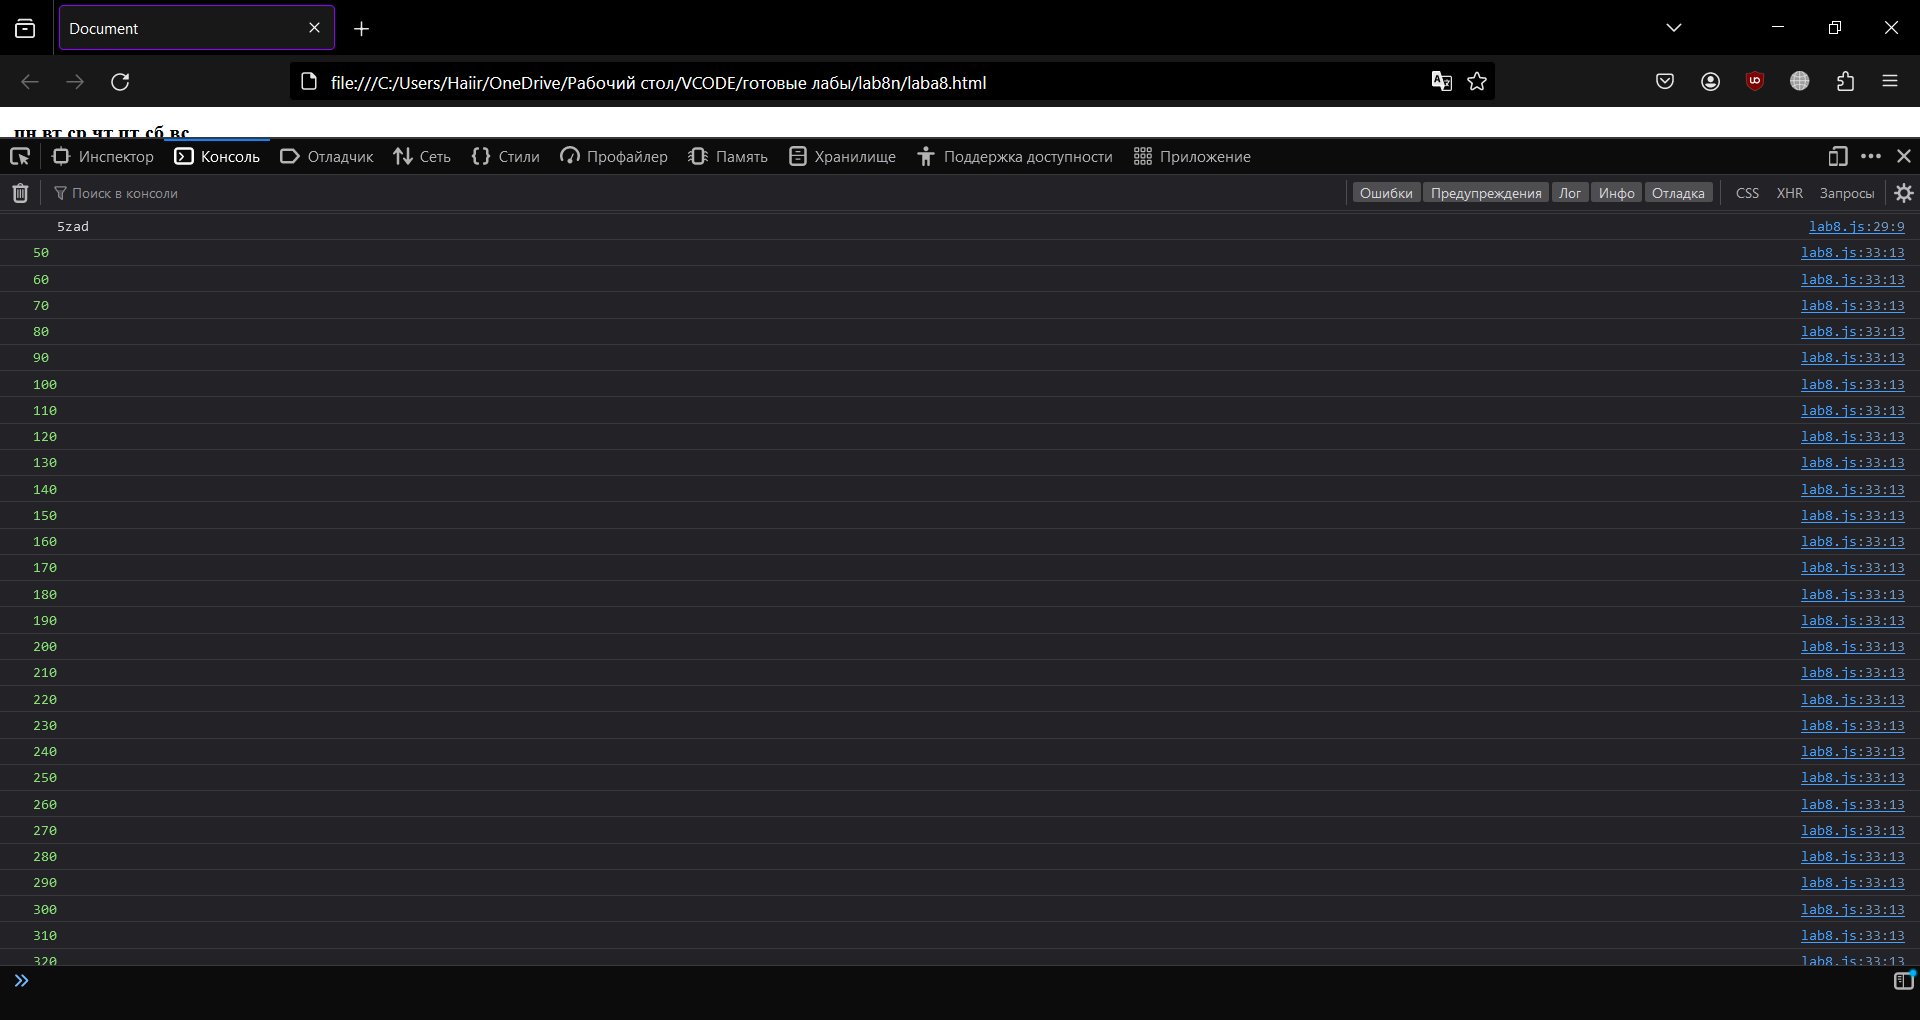 Document
file:///C:/Users/Haiir/OneDrive/Рабочий стол/VCODE/готовые лабы/lab8n/laba8.html
пн вт ср чт пт сб вс
Инспектор Консоль Отладчик Сеть Стили Профайлер Память Хранилище Поддержка доступности Приложение
Поиск в консоли Ошибки Предупреждения Лог Инфо Отладка CSS XHR Запросы
5zad lab8.js:29:9
50 lab8.js:33:13
60 lab8.js:33:13
70 lab8.js:33:13
80 lab8.js:33:13
90 lab8.js:33:13
100 lab8.js:33:13
110 lab8.js:33:13
120 lab8.js:33:13
130 lab8.js:33:13
140 lab8.js:33:13
150 lab8.js:33:13
160 lab8.js:33:13
170 lab8.js:33:13
180 lab8.js:33:13
190 lab8.js:33:13
200 lab8.js:33:13
210 lab8.js:33:13
220 lab8.js:33:13
230 lab8.js:33:13
240 lab8.js:33:13
250 lab8.js:33:13
260 lab8.js:33:13
270 lab8.js:33:13
280 lab8.js:33:13
290 lab8.js:33:13
300 lab8.js:33:13
310 lab8.js:33:13
320 lab8.js:33:13